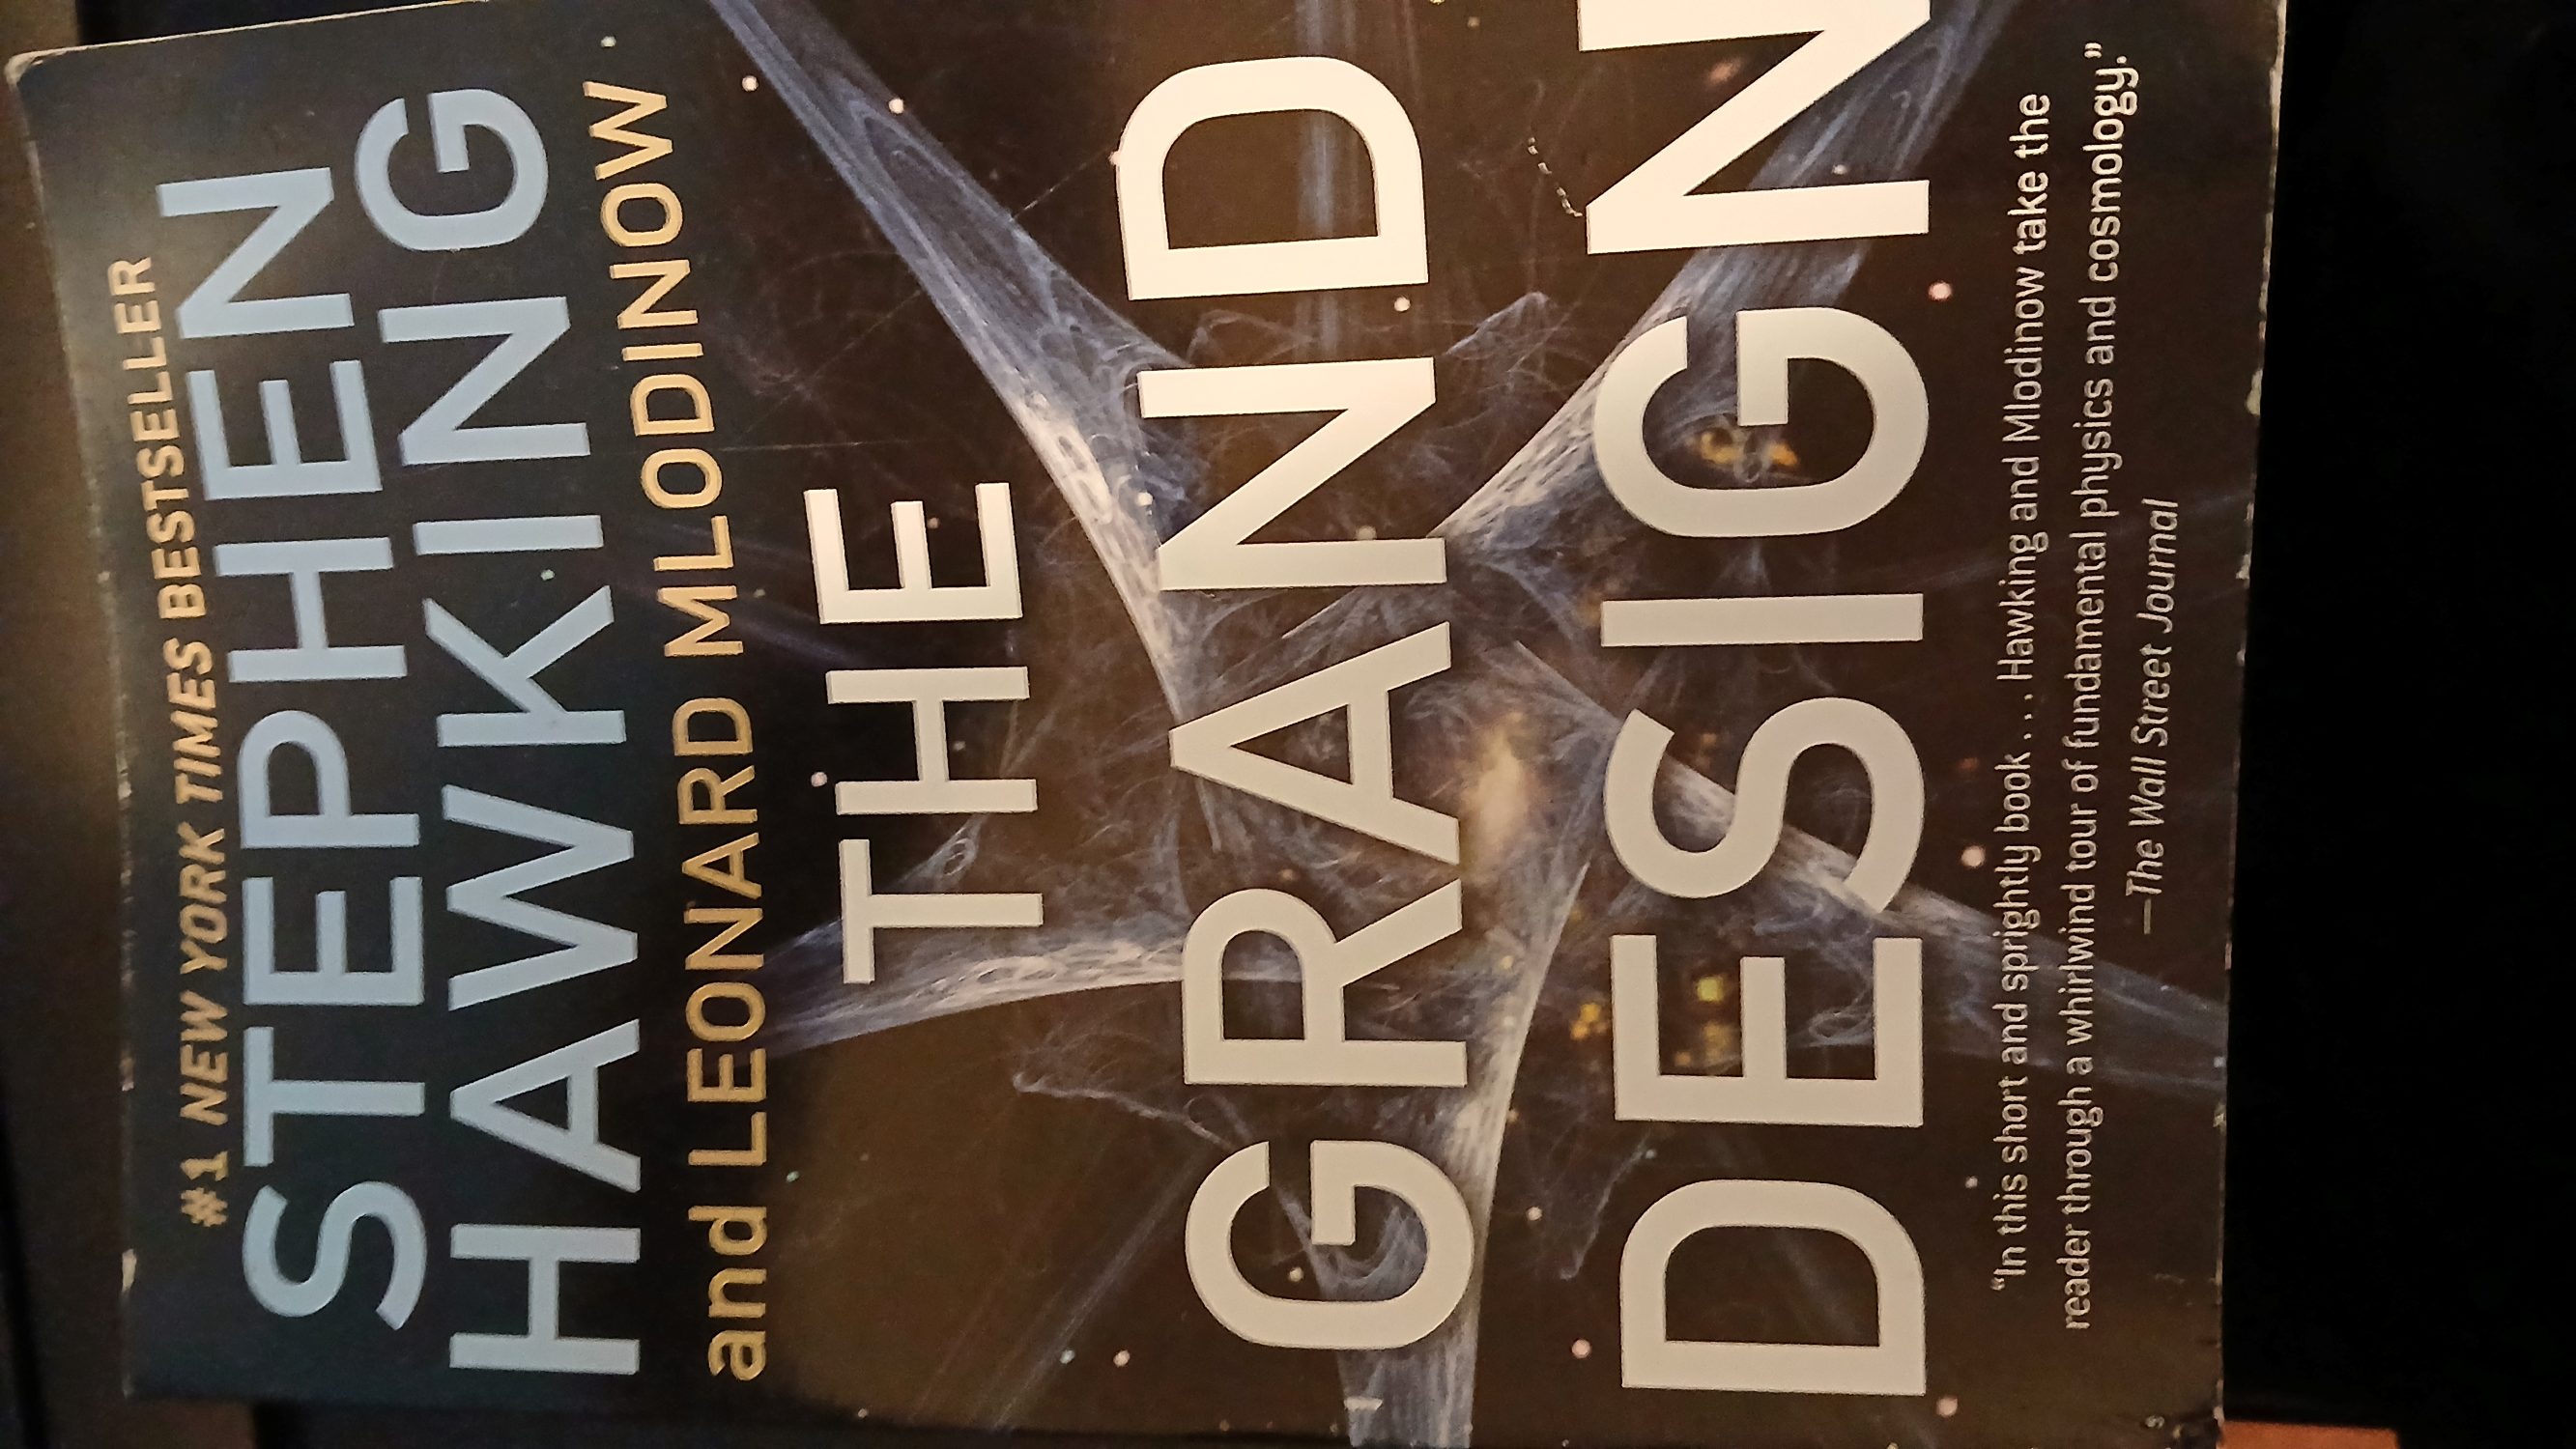 #1 NEW YORK TIMES BESTSELLER
STEPHEN
HAWKING
and LEONARD MLODINOW
THE
GRAND
DESIGN
“In this short and sprightly book . . . Hawking and Mlodinow take the
reader through a whirlwind tour of fundamental physics and cosmology.”
—The Wall Street Journal